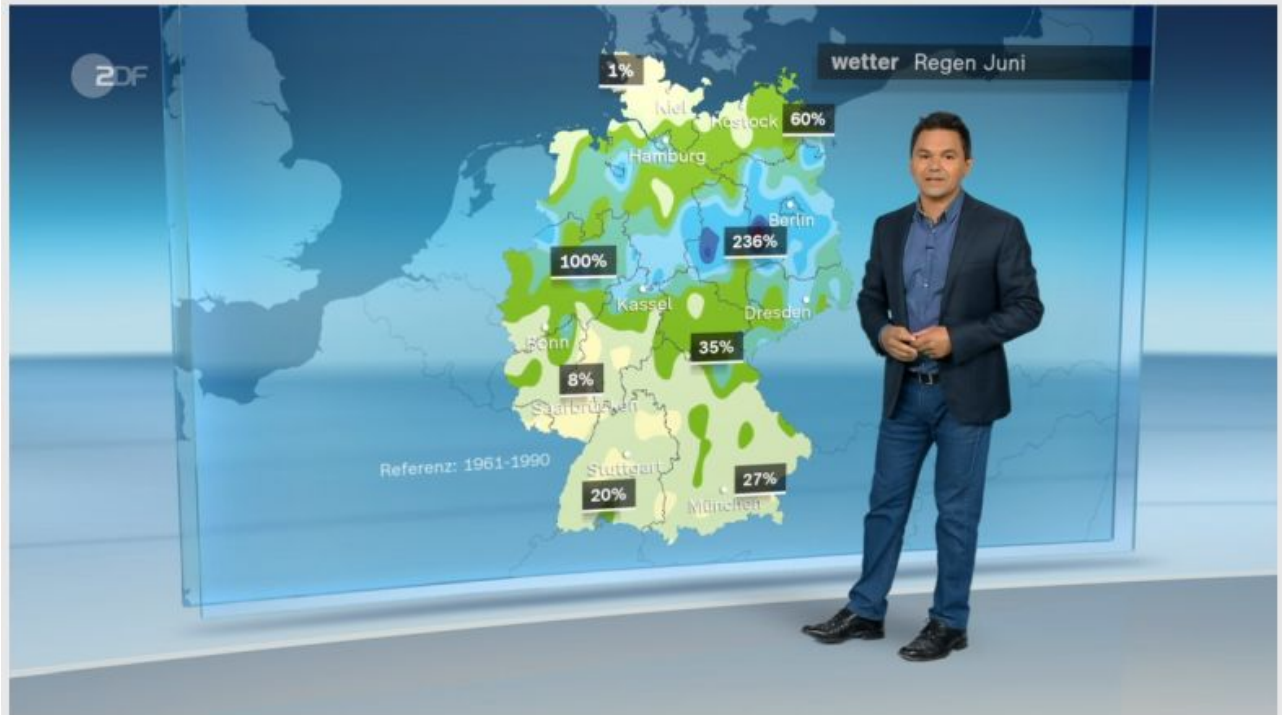 ZDF
wetter Regen Juni
1%
Kiel
Rostock
60%
Hamburg
Berlin
236%
100%
Kassel
Dresden
Bonn
35%
8%
Saarbrücken
Referenz: 1961-1990
Stuttgart
27%
20%
München